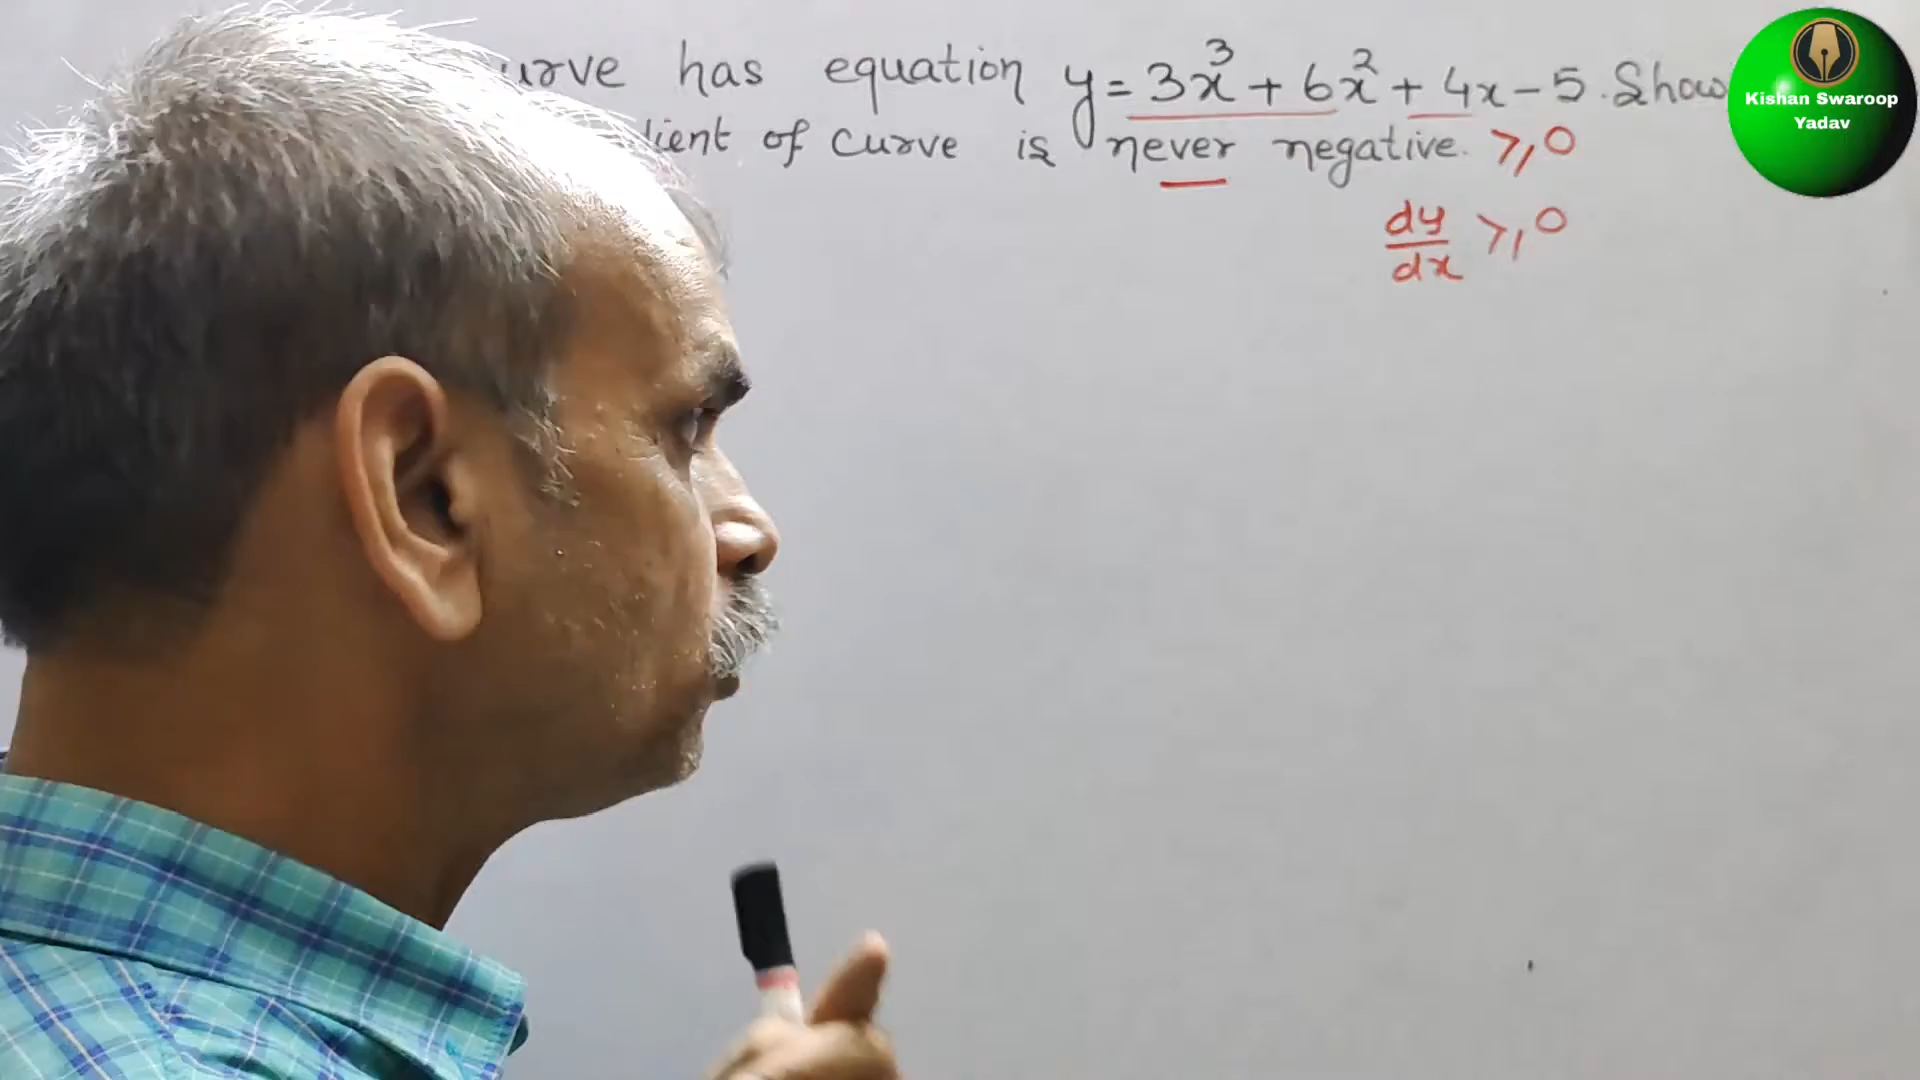 urve has equation y = 3x³ + 6x² + 4x - 5. Show
dient of curve is never negative. ≥ 0
dy/dx ≥ 0
Kishan Swaroop
Yadav